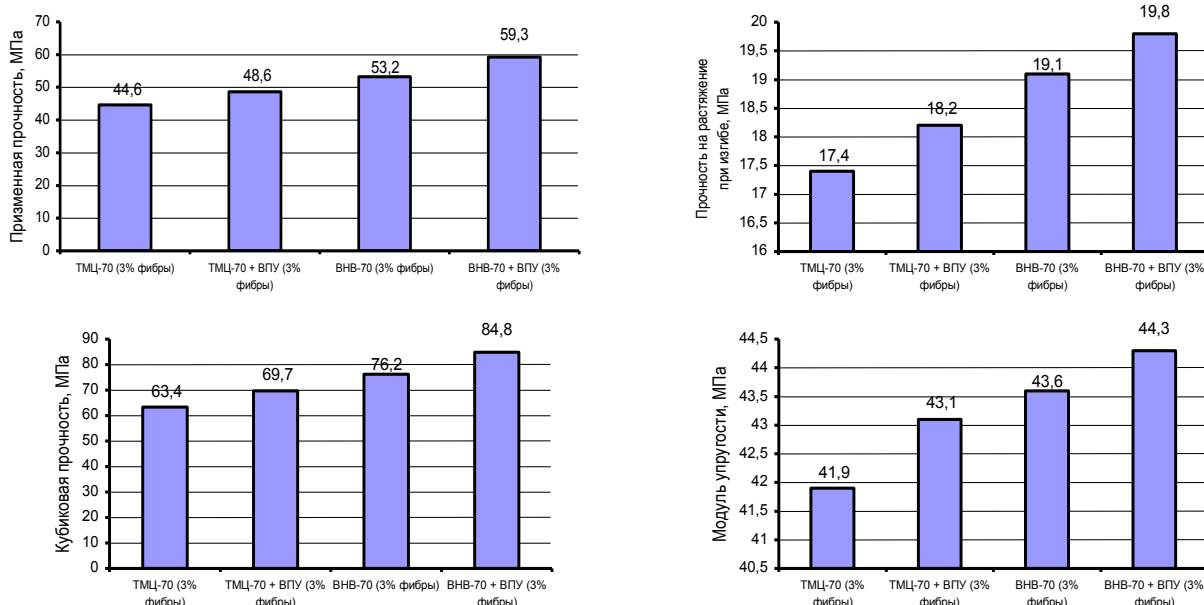 Призменная прочность, МПа
70
60
50
40
30
20
10
0
44,6
48,6
53,2
59,3
ТМЦ-70 (3% фибры)
ТМЦ-70 + ВПУ (3%
фибры)
ВНВ-70 (3% фибры)
ВНВ-70 + ВПУ (3%
фибры)
Прочность на растяжение
при изгибе, МПа
20
19,5
19
18,5
18
17,5
17
16,5
16
17,4
18,2
19,1
19,8
ТМЦ-70 (3%
фибры)
ТМЦ-70 + ВПУ (3%
фибры)
ВНВ-70 (3%
фибры)
ВНВ-70 + ВПУ (3%
фибры)
Кубиковая прочность, МПа
90
80
70
60
50
40
30
20
10
0
63,4
69,7
76,2
84,8
ТМЦ-70 (3%
фибры)
ТМЦ-70 + ВПУ (3%
фибры)
ВНВ-70 (3% фибры)
ВНВ-70 + ВПУ (3%
фибры)
Модуль упругости, МПа
44,5
44
43,5
43
42,5
42
41,5
41
40,5
41,9
43,1
43,6
44,3
ТМЦ-70 (3%
фибры)
ТМЦ-70 + ВПУ (3%
фибры)
ВНВ-70 (3%
фибры)
ВНВ-70 + ВПУ (3%
фибры)